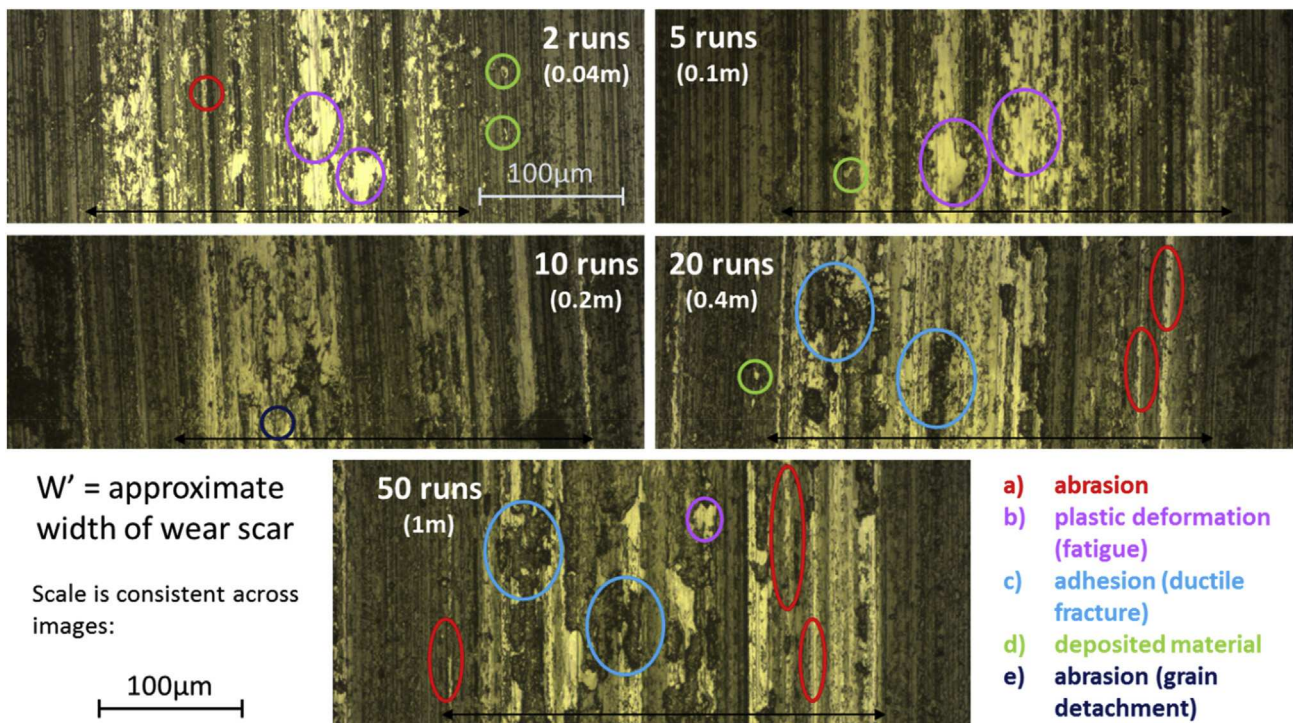 2 runs
(0.04m)
100µm
5 runs
(0.1m)
10 runs
(0.2m)
20 runs
(0.4m)
50 runs
(1m)
W’ = approximate
width of wear scar
Scale is consistent across
images:
100µm
a) abrasion
b) plastic deformation
(fatigue)
c) adhesion (ductile
fracture)
d) deposited material
e) abrasion (grain
detachment)